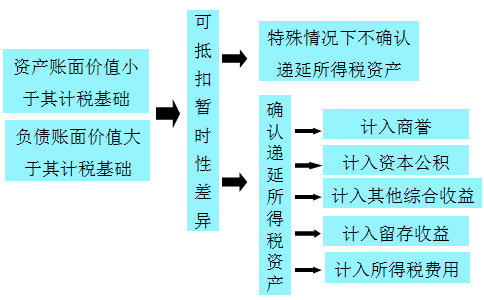 资产账面价值小
于其计税基础
负债账面价值大
于其计税基础
可抵扣暂时性差异
特殊情况下不确认
递延所得税资产
确认递延所得税资产
计入商誉
计入资本公积
计入其他综合收益
计入留存收益
计入所得税费用